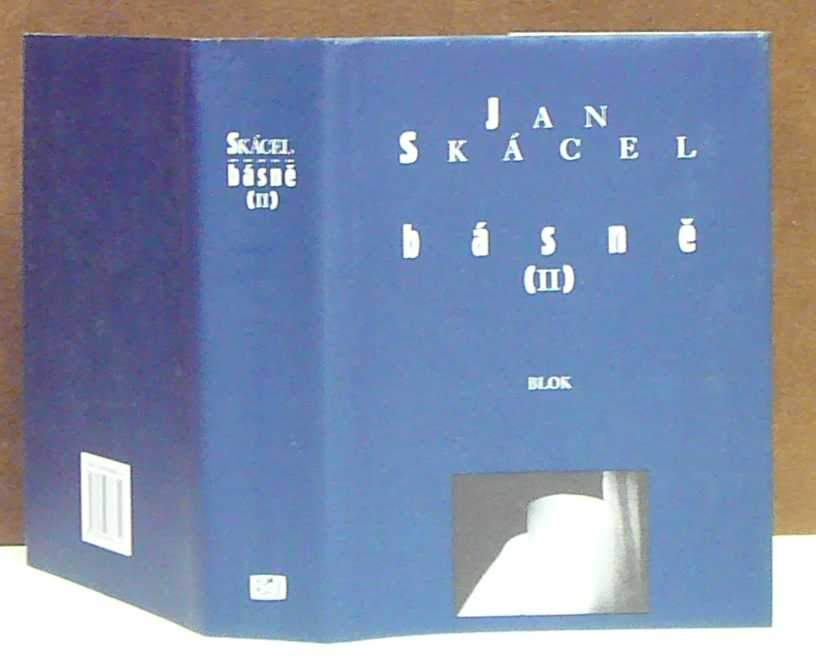 SKÁCEL
básně
(II)
JAN
SKÁCEL
básně
(II)
BLOK